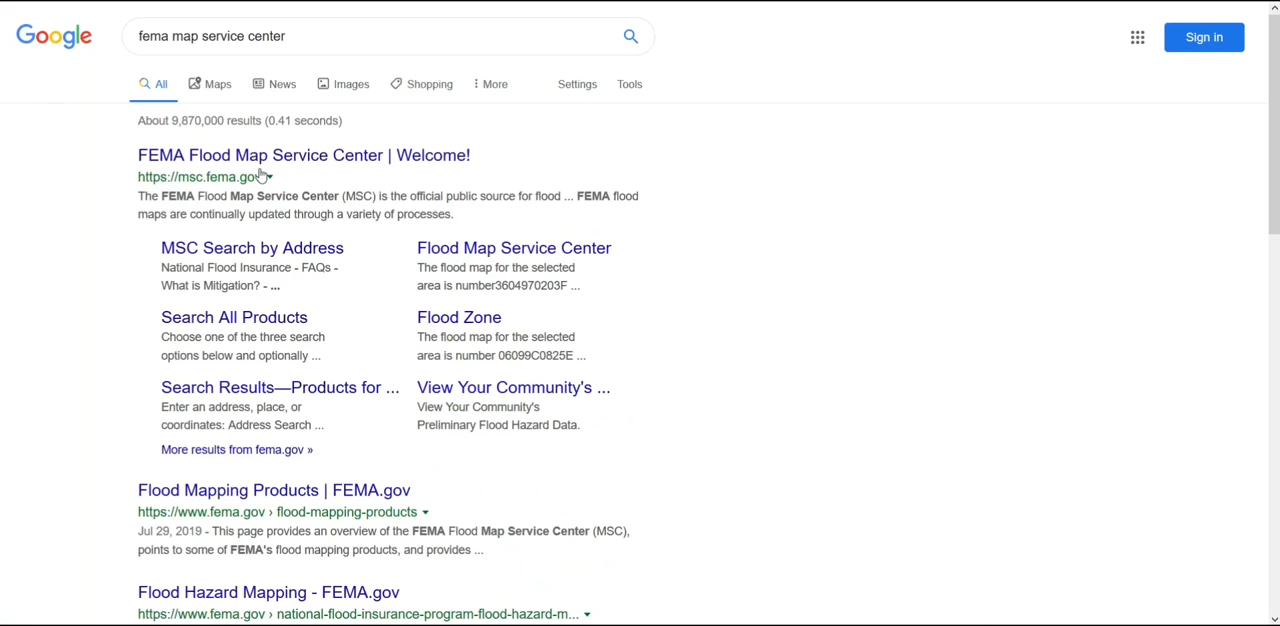 Google
fema map service center
Sign in
All Maps News Images Shopping More Settings Tools
About 9,870,000 results (0.41 seconds)
FEMA Flood Map Service Center | Welcome!
https://msc.fema.gov
The FEMA Flood Map Service Center (MSC) is the official public source for flood ... FEMA flood
maps are continually updated through a variety of processes.
MSC Search by Address
National Flood Insurance - FAQs -
What is Mitigation? - ...
Flood Map Service Center
The flood map for the selected
area is number3604970203F ...
Search All Products
Choose one of the three search
options below and optionally ...
Flood Zone
The flood map for the selected
area is number 06099C0825E ...
Search Results—Products for ...
Enter an address, place, or
coordinates: Address Search ...
View Your Community's ...
View Your Community's
Preliminary Flood Hazard Data.
More results from fema.gov »
Flood Mapping Products | FEMA.gov
https://www.fema.gov › flood-mapping-products
Jul 29, 2019 - This page provides an overview of the FEMA Flood Map Service Center (MSC),
points to some of FEMA's flood mapping products, and provides ...
Flood Hazard Mapping - FEMA.gov
https://www.fema.gov › national-flood-insurance-program-flood-hazard-m...